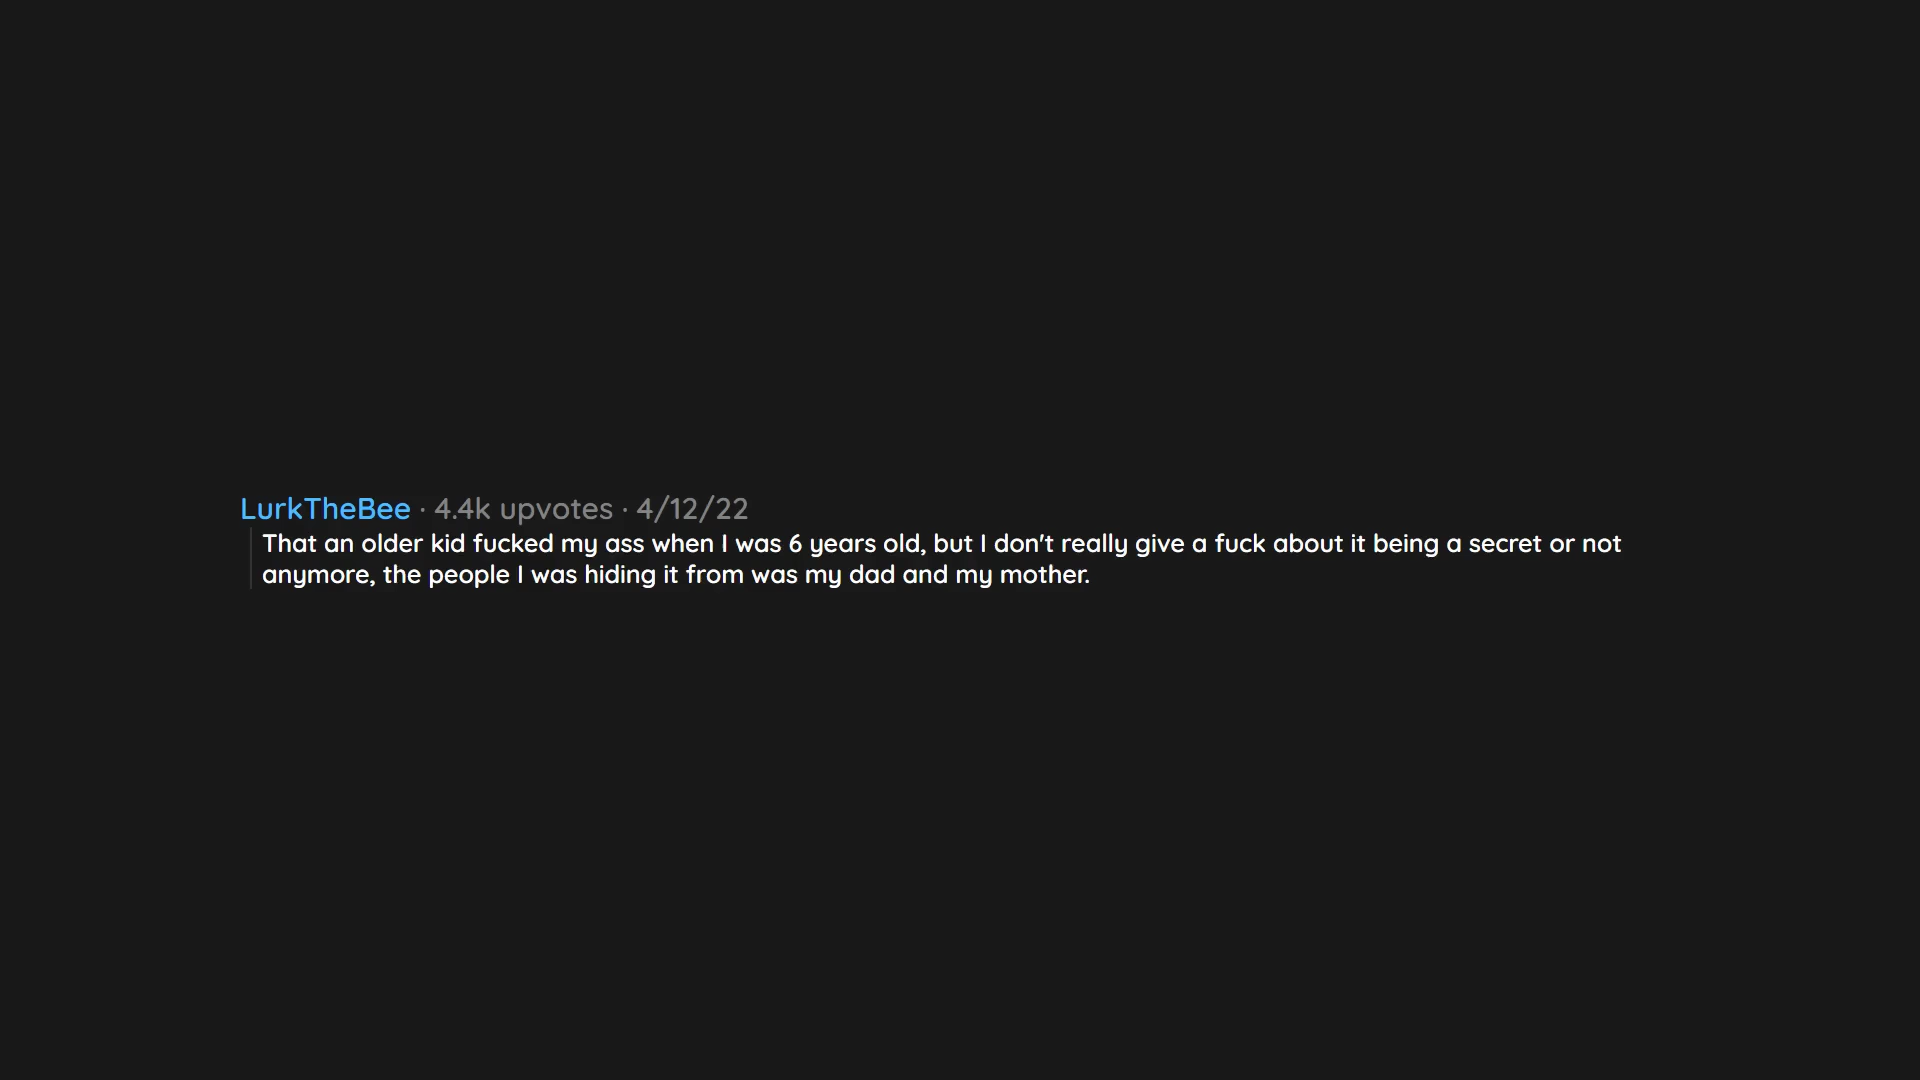 LurkTheBee · 4.4k upvotes · 4/12/22
That an older kid fucked my ass when I was 6 years old, but I don't really give a fuck about it being a secret or not
anymore, the people I was hiding it from was my dad and my mother.